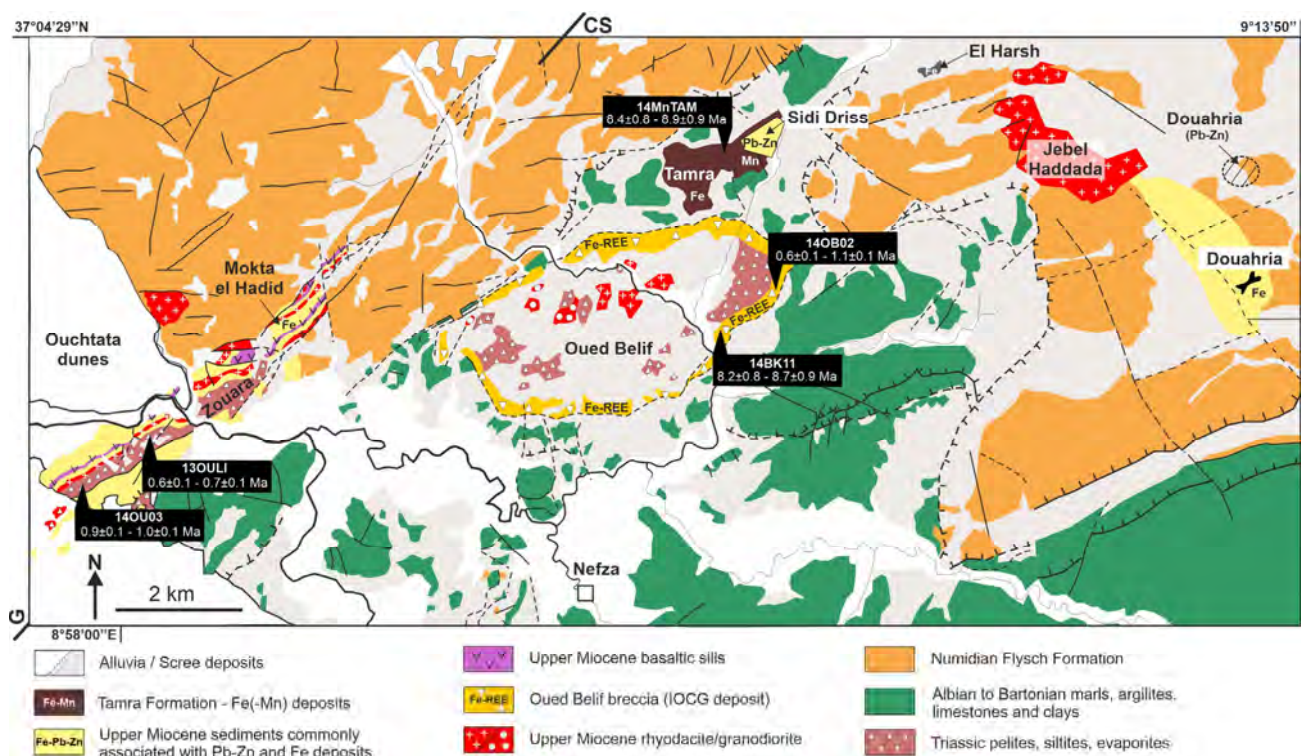 37°04'29"N
CS
9°13'50"
El Harsh
Fe
14MnTAM
8.4±0.8 - 8.9±0.9 Ma
Sidi Driss
Douahria
(Pb-Zn)
Pb-Zn
Mn
Jebel
Haddada
Tamra
Fe
Fe-REE
14OB02
0.6±0.1 - 1.1±0.1 Ma
Mokta
el Hadid
Douahria
Fe
Fe
Fe-REE
Ouchtata
dunes
Oued Belif
14BK11
8.2±0.8 - 8.7±0.9 Ma
Zouara
Fe-REE
13OULI
0.6±0.1 - 0.7±0.1 Ma
14OU03
0.9±0.1 - 1.0±0.1 Ma
N
Nefza
2 km
G
8°58'00"E
Alluvia / Scree deposits
Upper Miocene basaltic sills
Numidian Flysch Formation
Fe-Mn
Tamra Formation - Fe(-Mn) deposits
Fe-REE
Oued Belif breccia (IOCG deposit)
Albian to Bartonian marls, argilites,
limestones and clays
Fe-Pb-Zn
Upper Miocene sediments commonly
associated with Pb-Zn and Fe deposits
Upper Miocene rhyodacite/granodiorite
Triassic pelites, siltites, evaporites